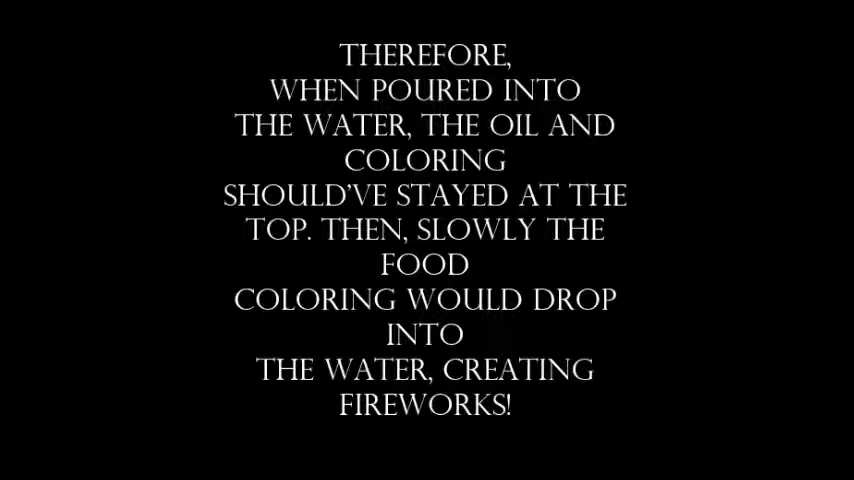 THEREFORE,
WHEN POURED INTO
THE WATER, THE OIL AND
COLORING
SHOULD'VE STAYED AT THE
TOP. THEN, SLOWLY THE
FOOD
COLORING WOULD DROP
INTO
THE WATER, CREATING
FIREWORKS!